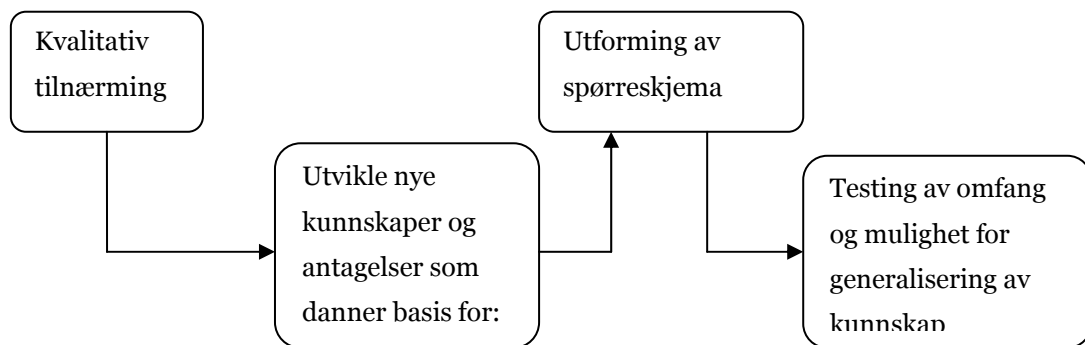 Kvalitativ
tilnærming
Utvikle nye
kunnskaper og
antagelser som
danner basis for:
Utforming av
spørreskjema
Testing av omfang
og mulighet for
generalisering av
kunnskap